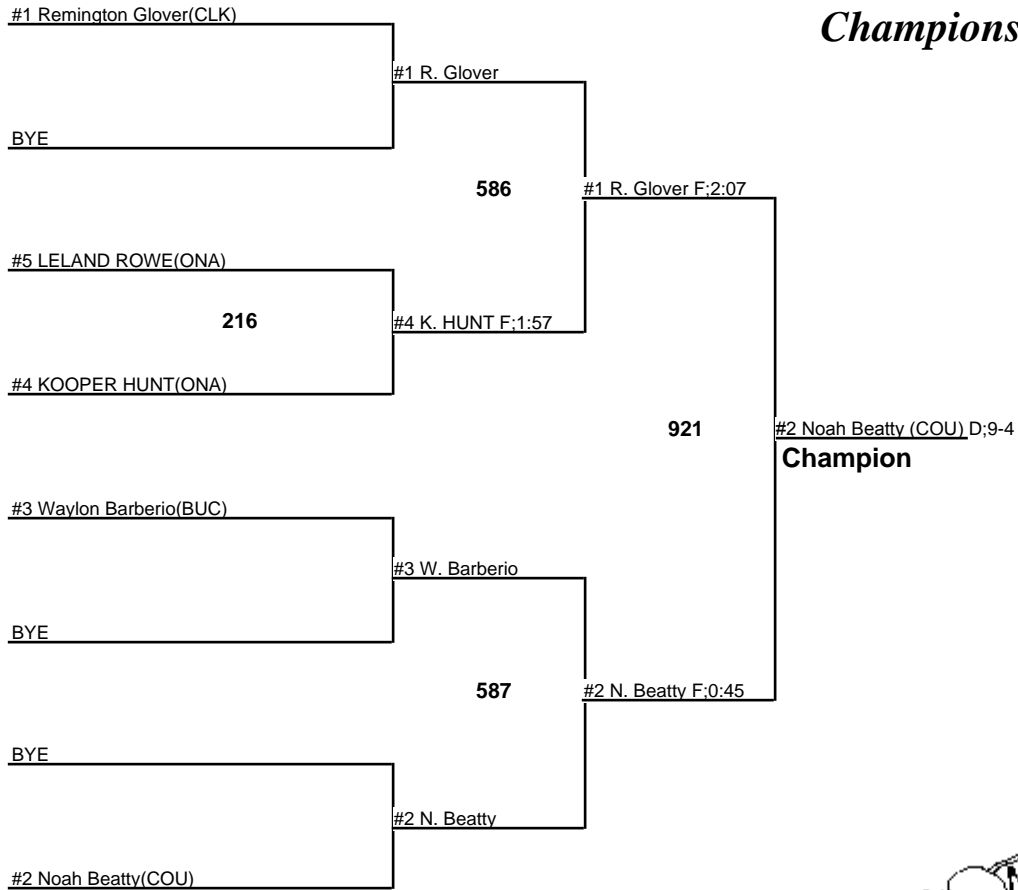 #1 Remington Glover(CLK)
Champions
#1 R. Glover
BYE
586
#1 R. Glover F;2:07
#5 LELAND ROWE(ONA)
216
#4 K. HUNT F;1:57
#4 KOOPER HUNT(ONA)
921
#2 Noah Beatty (COU) D;9-4
Champion
#3 Waylon Barberio(BUC)
#3 W. Barberio
BYE
587
#2 N. Beatty F;0:45
BYE
#2 N. Beatty
#2 Noah Beatty(COU)